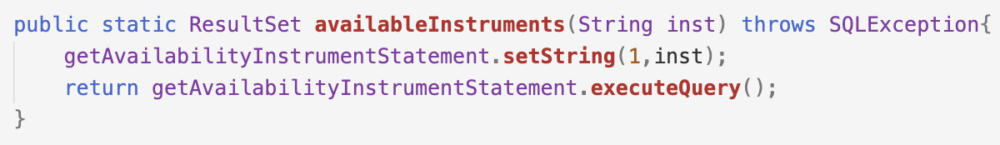 public static ResultSet availableInstruments(String inst) throws SQLException{
    getAvailabilityInstrumentStatement.setString(1,inst);
    return getAvailabilityInstrumentStatement.executeQuery();
}